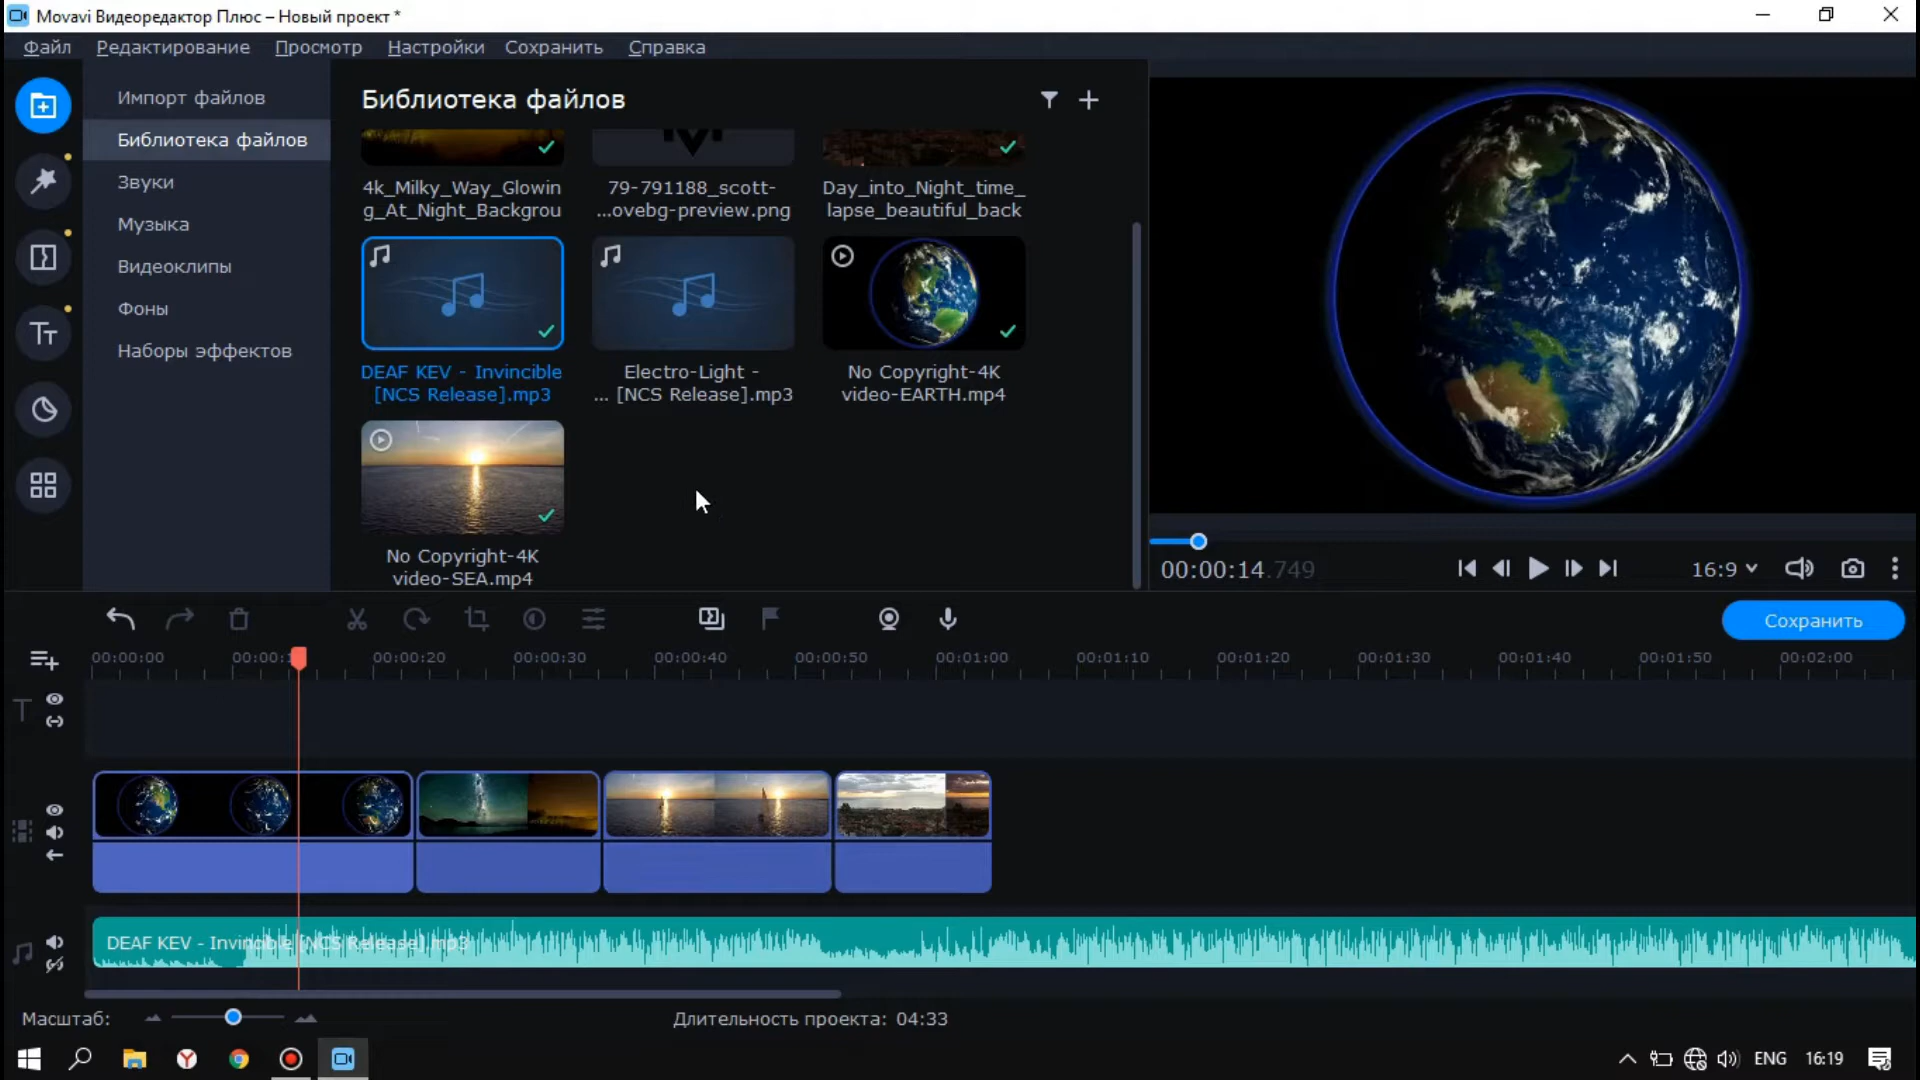 Movavi Видеоредактор Плюс – Новый проект *
Файл Редактирование Просмотр Настройки Сохранить Справка
Импорт файлов
Библиотека файлов
Звуки
Музыка
Видеоклипы
Фоны
Наборы эффектов
Библиотека файлов
4k_Milky_Way_Glowin
g_At_Night_Backgrou
79-791188_scott-
...ovebg-preview.png
Day_into_Night_time_
lapse_beautiful_back
DEAF KEV - Invincible
[NCS Release].mp3
Electro-Light -
... [NCS Release].mp3
No Copyright-4K
video-EARTH.mp4
No Copyright-4K
video-SEA.mp4
00:00:14.749
16:9
Сохранить
00:00:00 00:00:1 00:00:20 00:00:30 00:00:40 00:00:50 00:01:00 00:01:10 00:01:20 00:01:30 00:01:40 00:01:50 00:02:00
DEAF KEV - Invincible [NCS Release].mp3
Масштаб:
Длительность проекта: 04:33
ENG 16:19